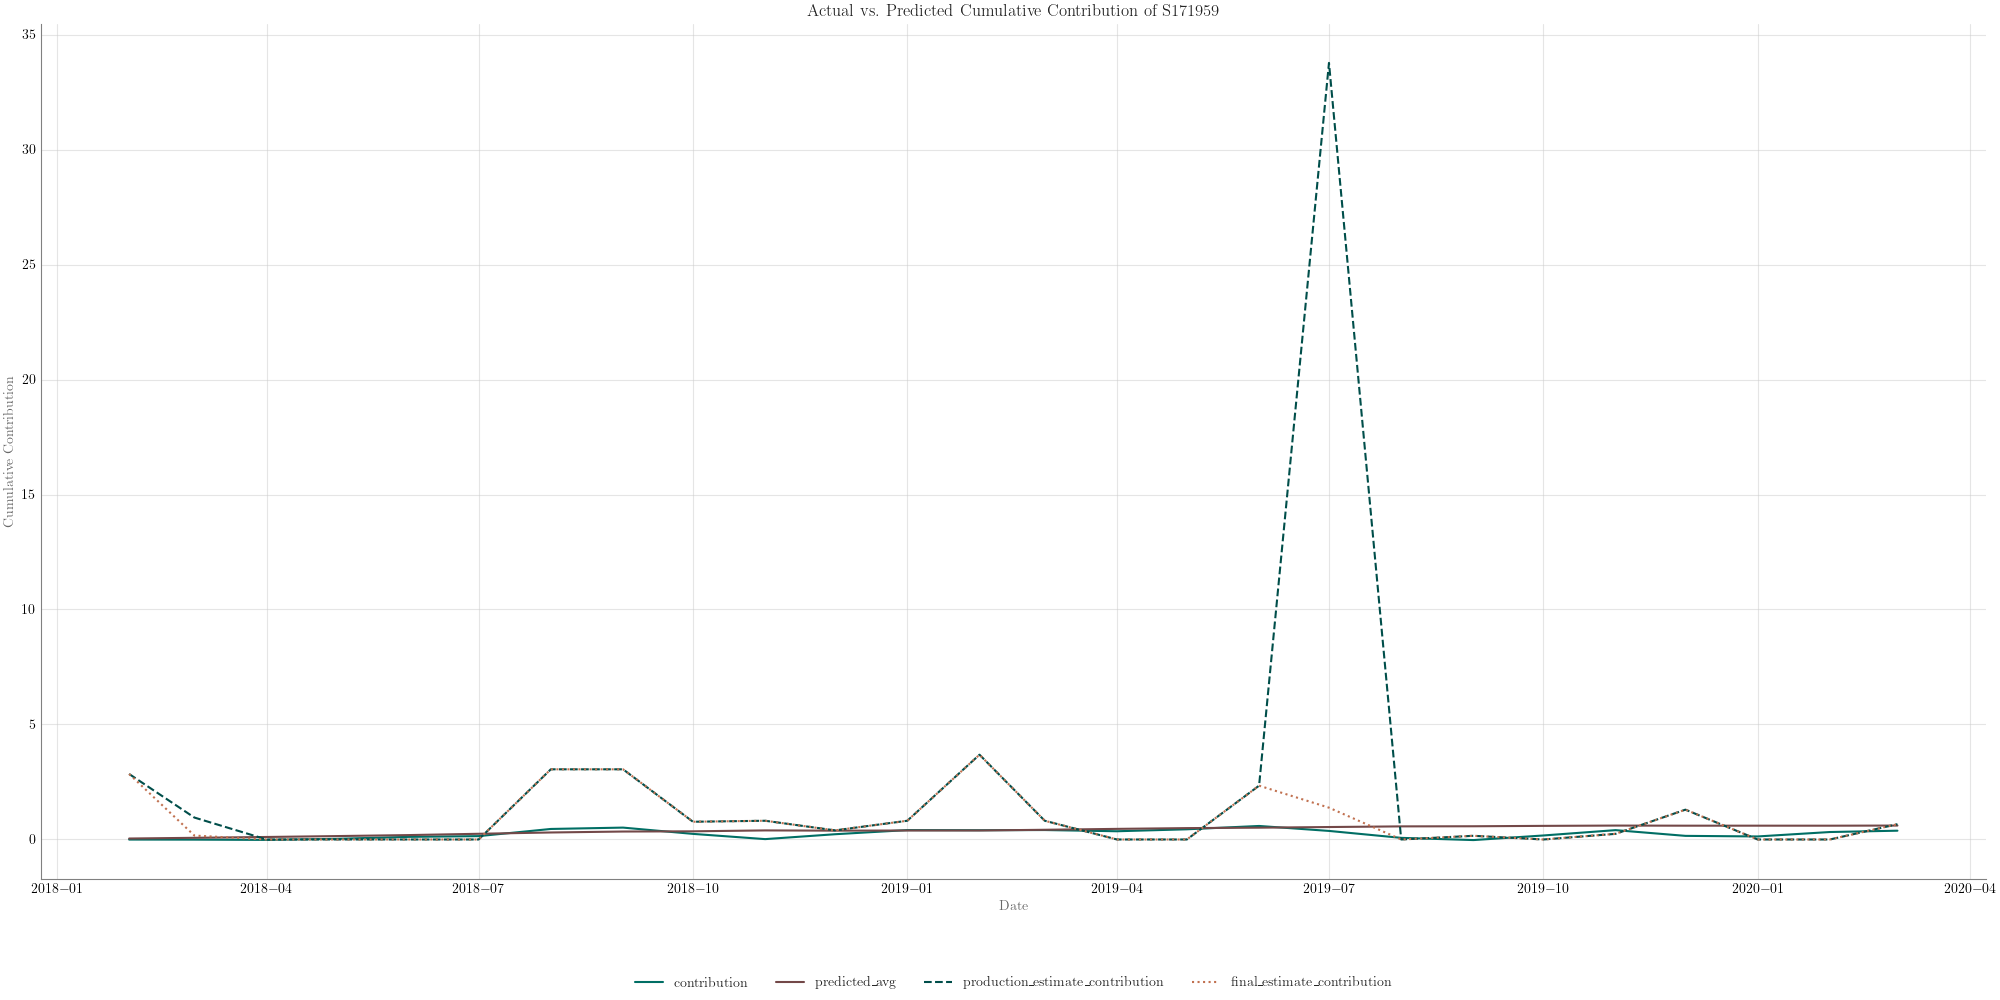 Actual vs. Predicted Cumulative Contribution of S171959
Cumulative Contribution
35
30
25
20
15
10
5
0
2018−01 2018−04 2018−07 2018−10 2019−01 2019−04 2019−07 2019−10 2020−01 2020−04
Date
contribution predicted_avg production_estimate_contribution final_estimate_contribution